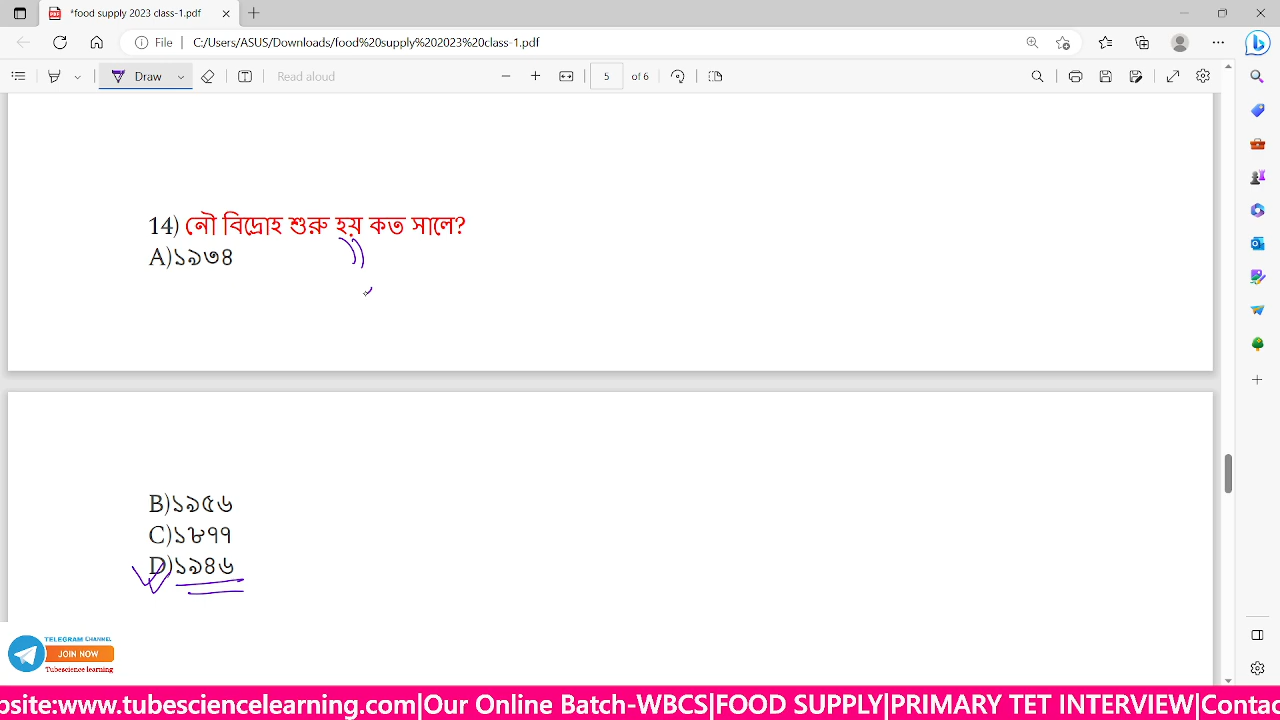 *food supply 2023 class-1.pdf
File
C:/Users/ASUS/Downloads/food%20supply%202023%20class-1.pdf
Draw
Read aloud
5
of 6
14) নৌ বিদ্রোহ শুরু হয় কত সালে?
A)১৯৩৪
B)১৯৫৬
C)১৮৭৭
D)১৯৪৬
TELEGRAM CHANNEL
JOIN NOW
Tubescience learning
bsite:www.tubesciencelearning.com|Our Online Batch-WBCS|FOOD SUPPLY|PRIMARY TET INTERVIEW|Contac